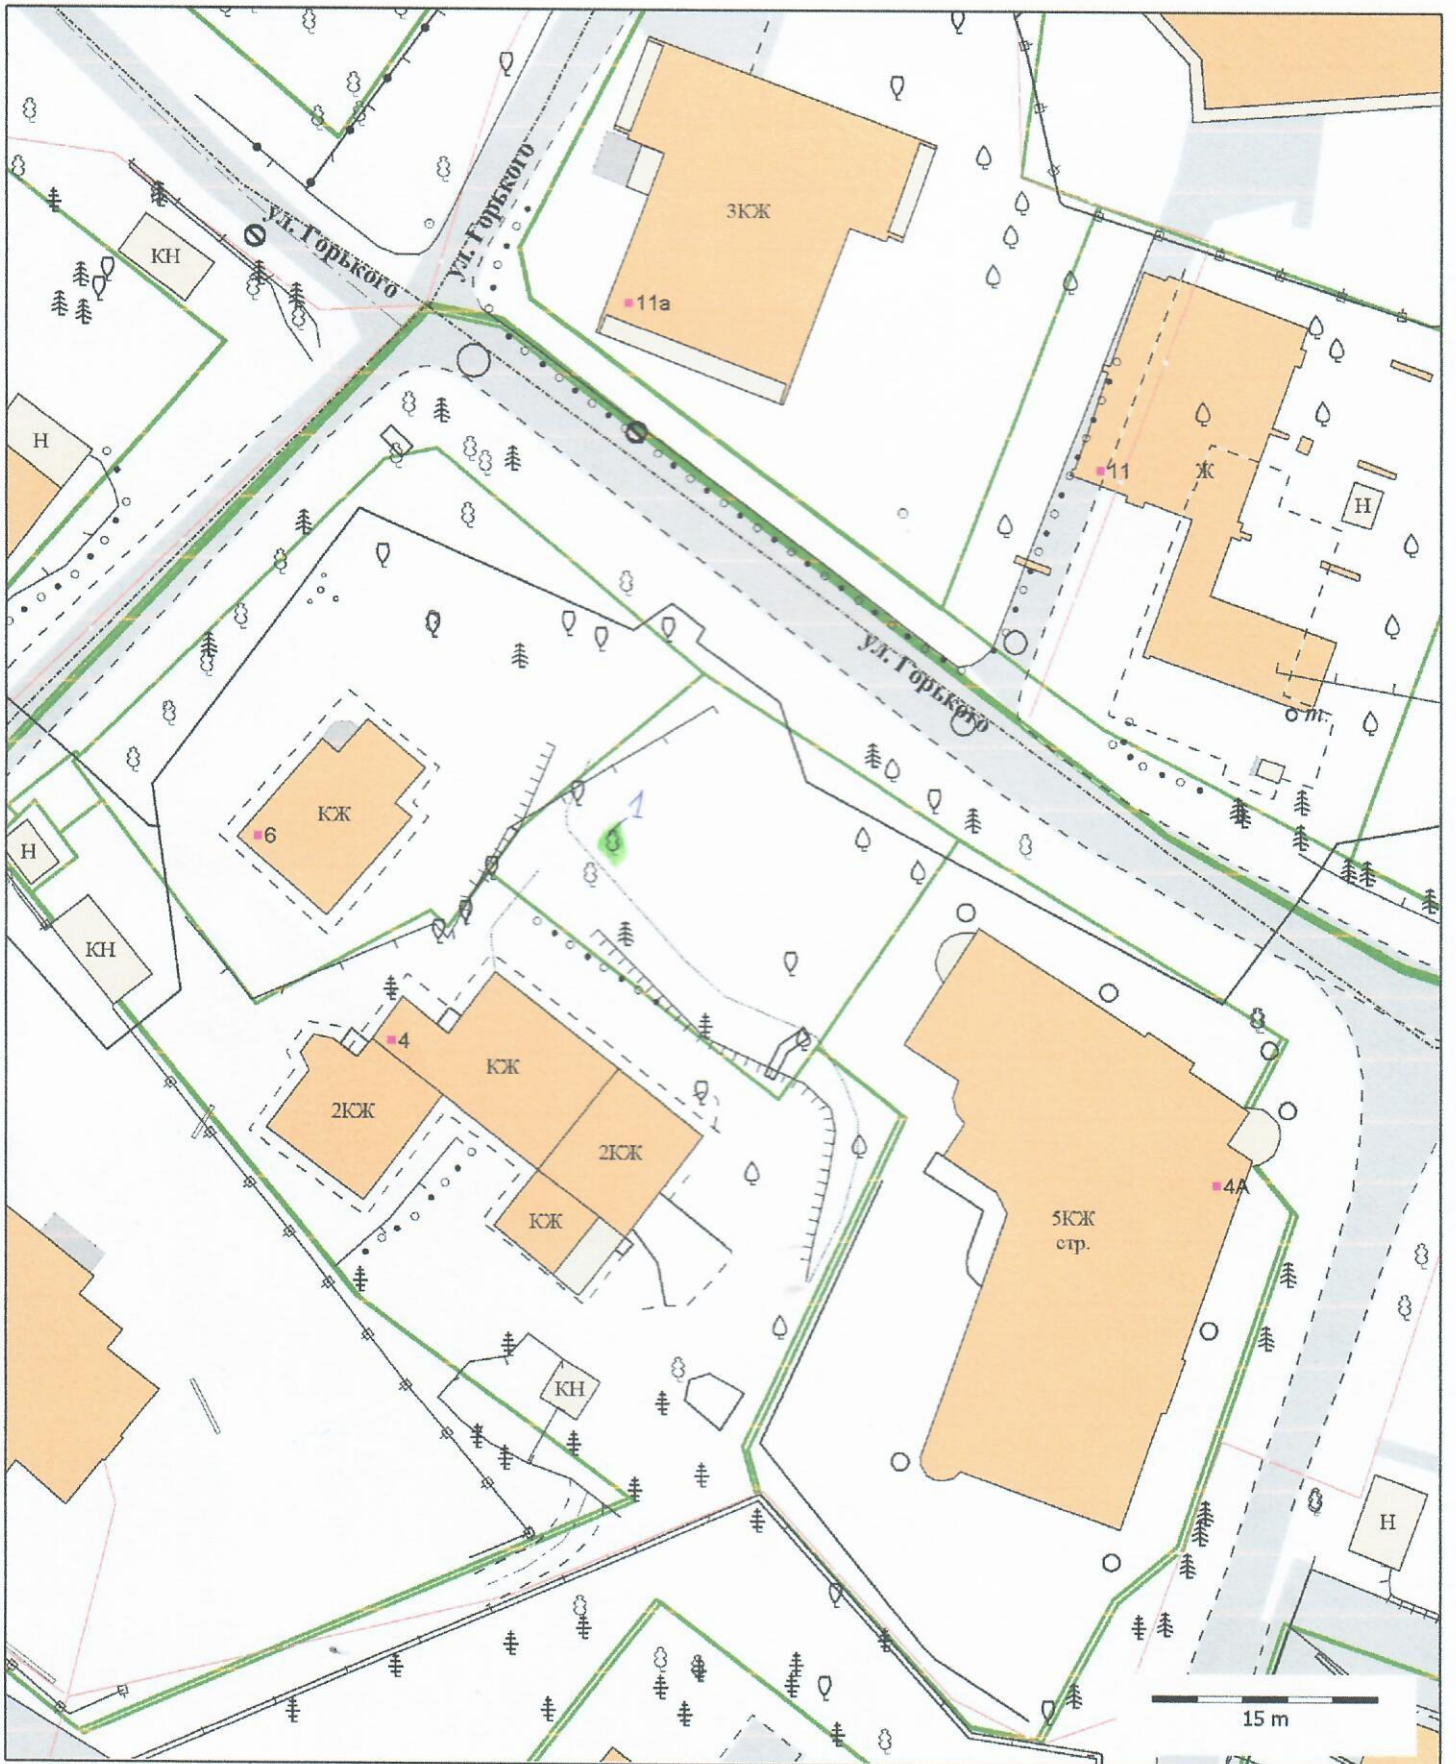 ул. Горького
ул. Горького
КН
3КЖ
11а
Н
11
Ж
Н
ул. Горького
т.
КЖ
6
1
Н
КН
4
КЖ
2КЖ
2КЖ
КЖ
4А
5КЖ
стр.
КН
Н
15 m